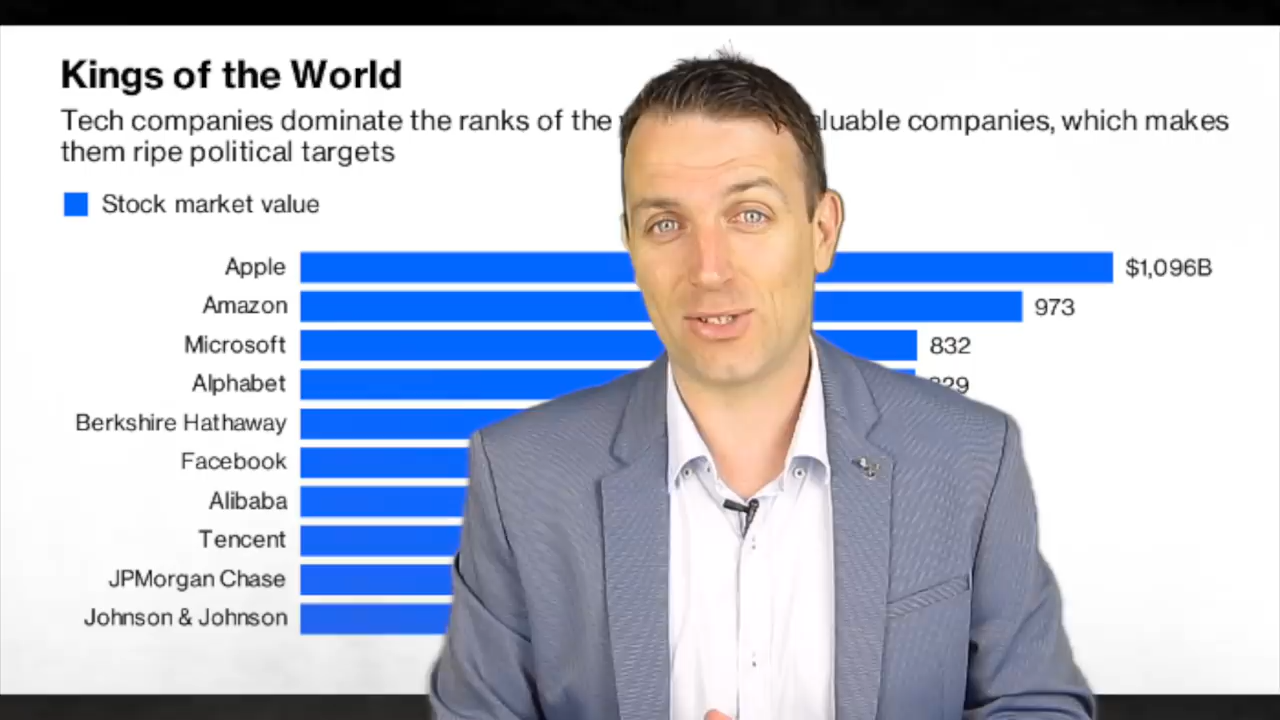 Kings of the World
Tech companies dominate the ranks of the aluable companies, which makes
them ripe political targets
Stock market value
Apple $1,096B
Amazon 973
Microsoft 832
Alphabet 829
Berkshire Hathaway
Facebook
Alibaba
Tencent
JPMorgan Chase
Johnson & Johnson